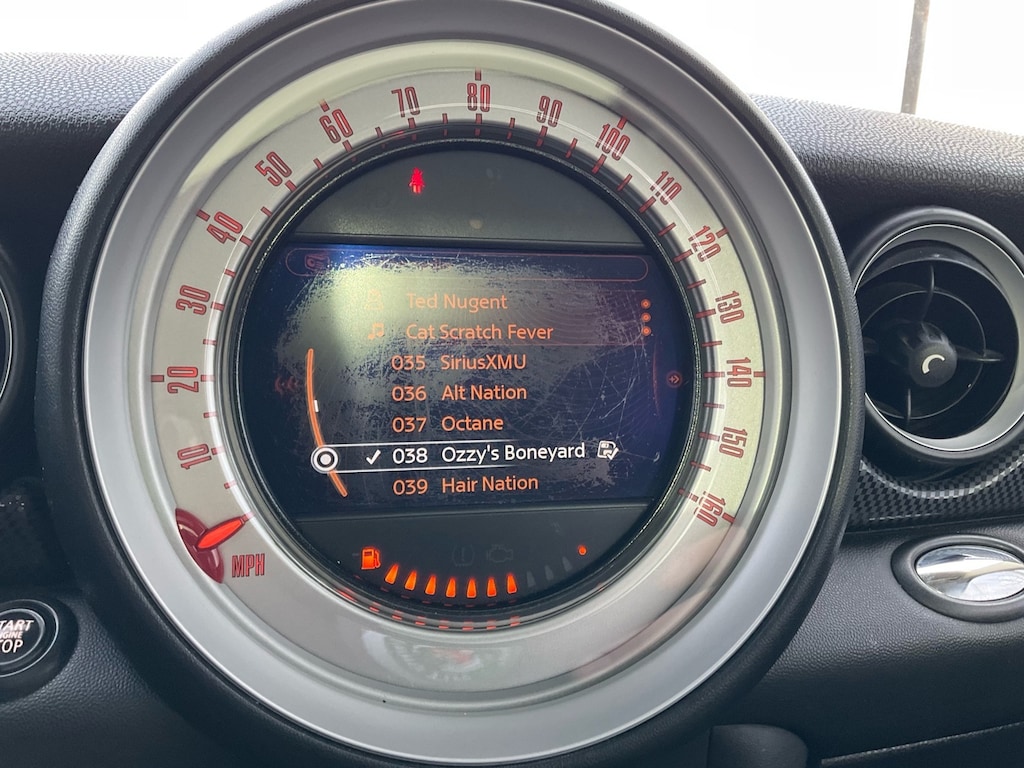 10
20
30
40
50
60
70
80
90
100
110
120
130
140
150
160
MPH
Ted Nugent
Cat Scratch Fever
035 SiriusXMU
036 Alt Nation
037 Octane
038 Ozzy's Boneyard
039 Hair Nation
START
ENGINE
STOP